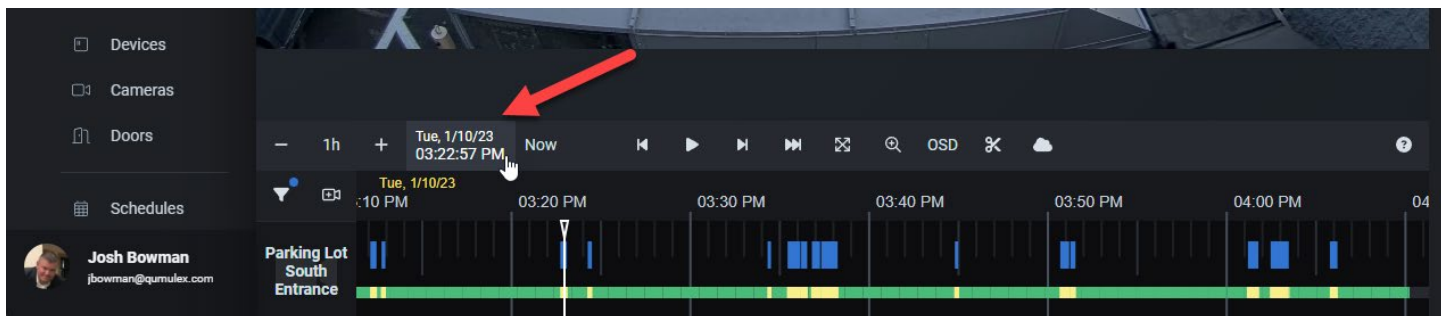 Devices
Cameras
Doors
Schedules
Josh Bowman
jbowman@qumulex.com
− 1h + Tue, 1/10/23 Now OSD ?
03:22:57 PM
Tue, 1/10/23
:10 PM 03:20 PM 03:30 PM 03:40 PM 03:50 PM 04:00 PM 04
Parking Lot
South
Entrance